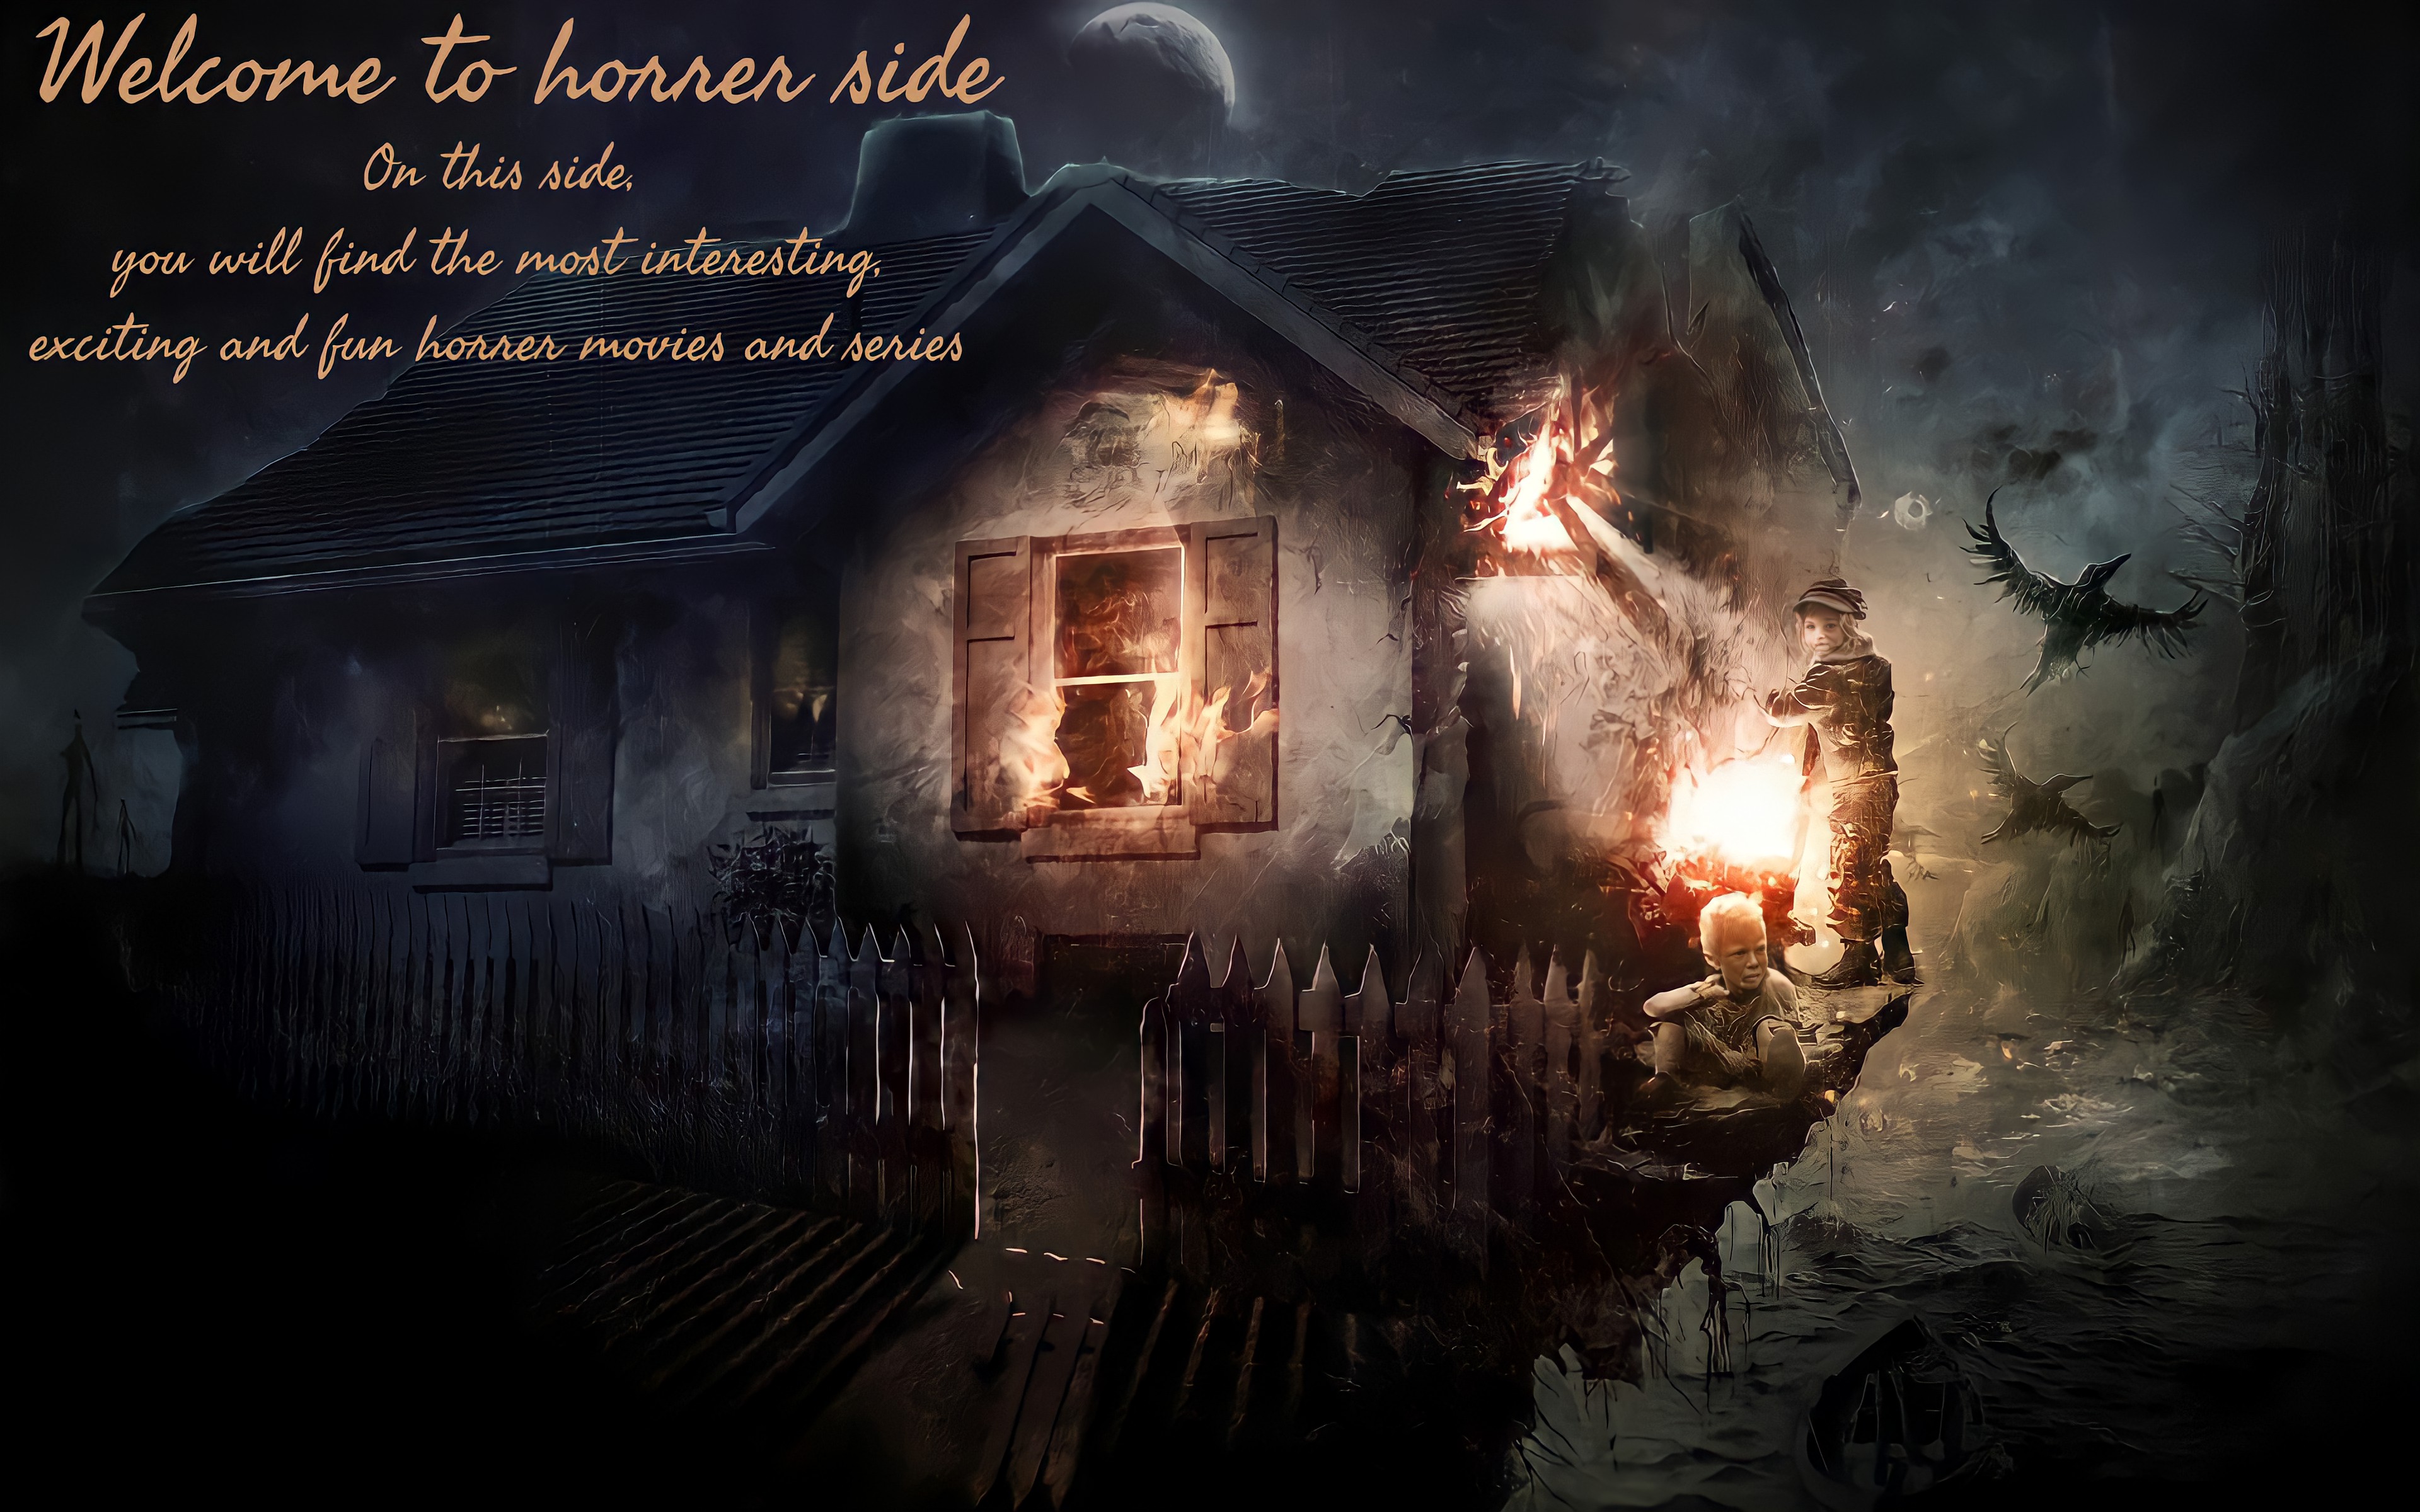 Welcome to horrer side
On this side,
you will find the most interesting,
exciting and fun horrer movies and series